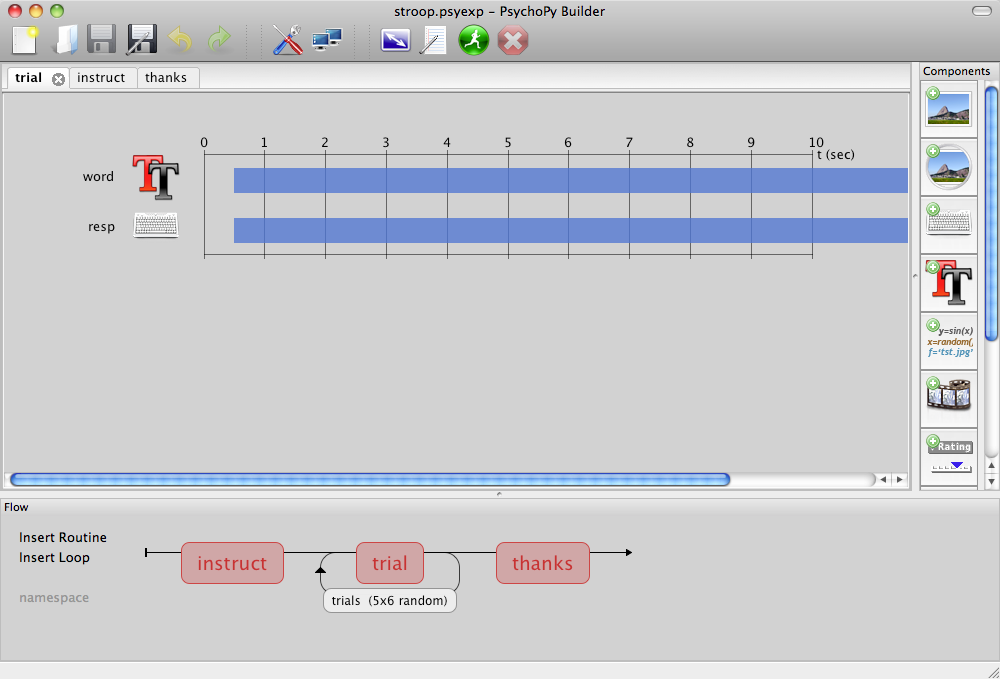 stroop.psyexp – PsychoPy Builder
trial instruct thanks
Components
0 1 2 3 4 5 6 7 8 9 10
t (sec)
word
TT
resp
TT
y=sin(x)
x=random(,
f='tst.jpg'
Rating
Flow
Insert Routine
Insert Loop
instruct trial thanks
namespace
trials (5x6 random)